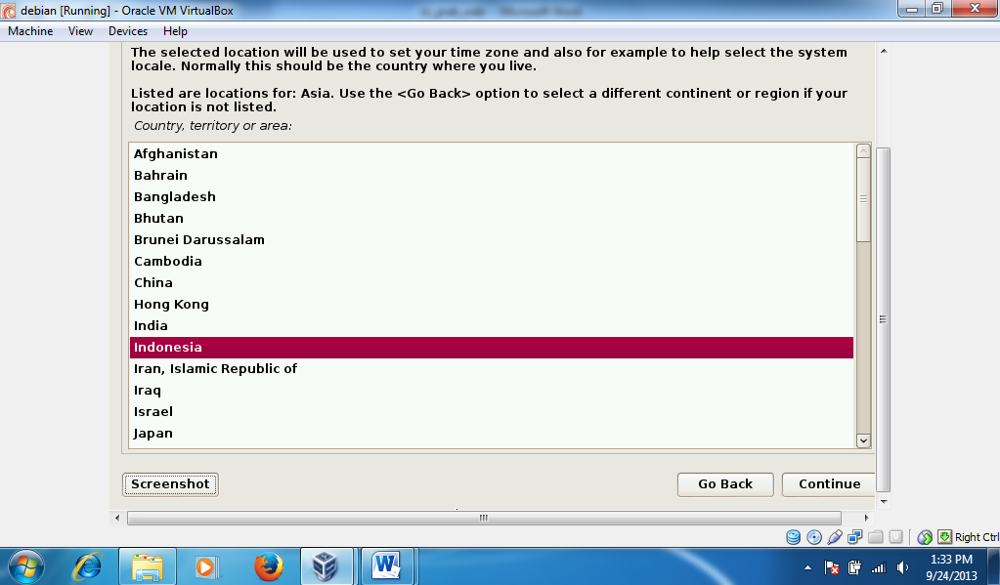 debian [Running] - Oracle VM VirtualBox
Machine View Devices Help
The selected location will be used to set your time zone and also for example to help select the system
locale. Normally this should be the country where you live.
Listed are locations for: Asia. Use the <Go Back> option to select a different continent or region if your
location is not listed.
Country, territory or area:
Afghanistan
Bahrain
Bangladesh
Bhutan
Brunei Darussalam
Cambodia
China
Hong Kong
India
Indonesia
Iran, Islamic Republic of
Iraq
Israel
Japan
Screenshot Go Back Continue
Right Ctrl
1:33 PM
9/24/2013